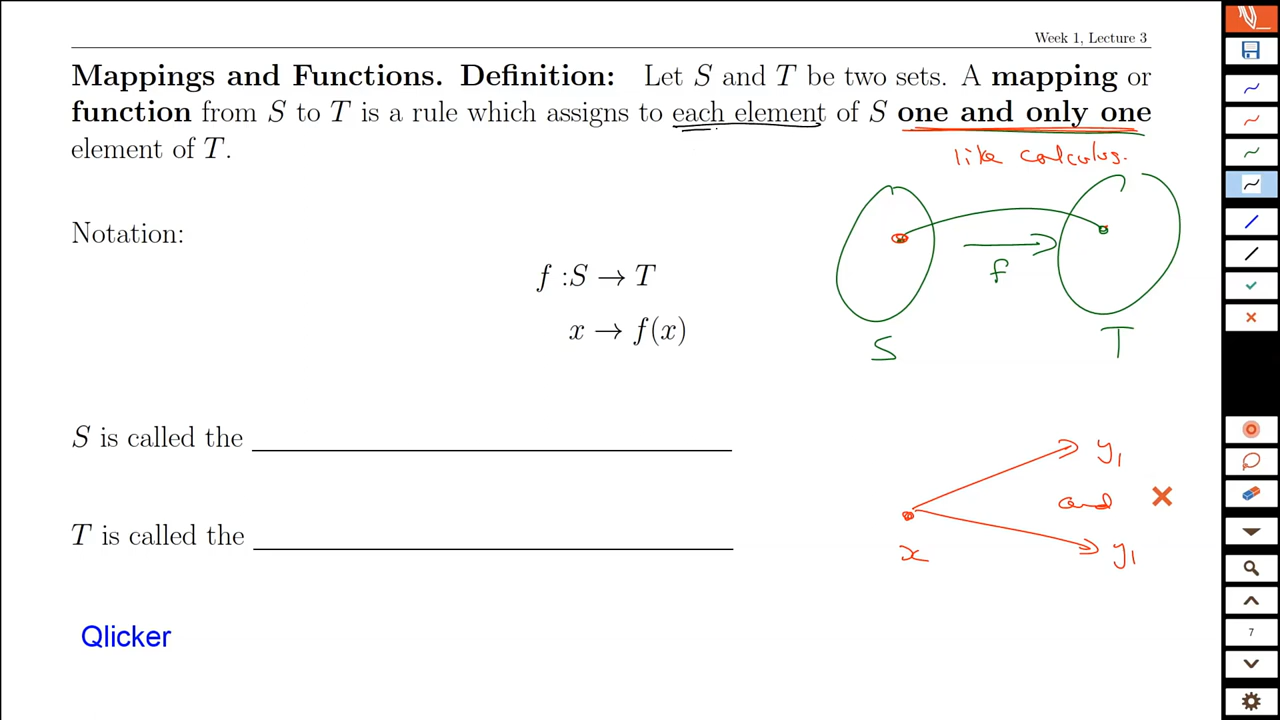 Week 1, Lecture 3
Mappings and Functions. Definition: Let S and T be two sets. A mapping or
function from S to T is a rule which assigns to each element of S one and only one
element of T.
like calculus.
Notation:
f : S → T
x → f(x)
f
S
T
S is called the
T is called the
y₁
and
x
y₁
Qlicker
7